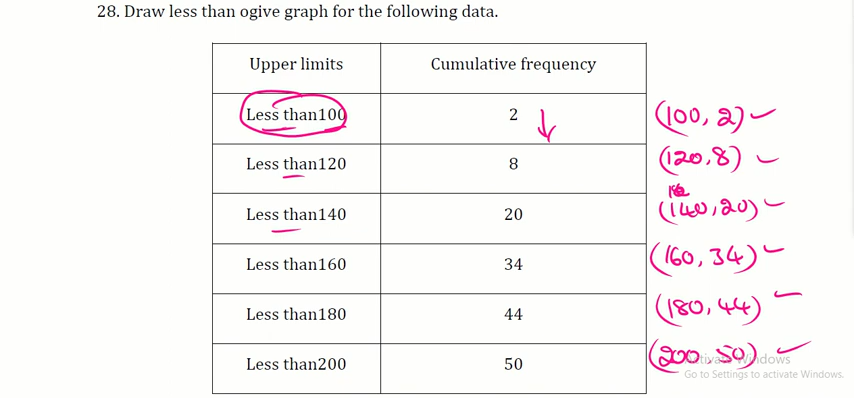 28. Draw less than ogive graph for the following data.
Upper limits Cumulative frequency
Less than100 2 (100, 2)
Less than120 8 (120, 8)
Less than140 20 (140, 20)
Less than160 34 (160, 34)
Less than180 44 (180, 44)
Less than200 50 (200, 50)
Activate Windows
Go to Settings to activate Windows.